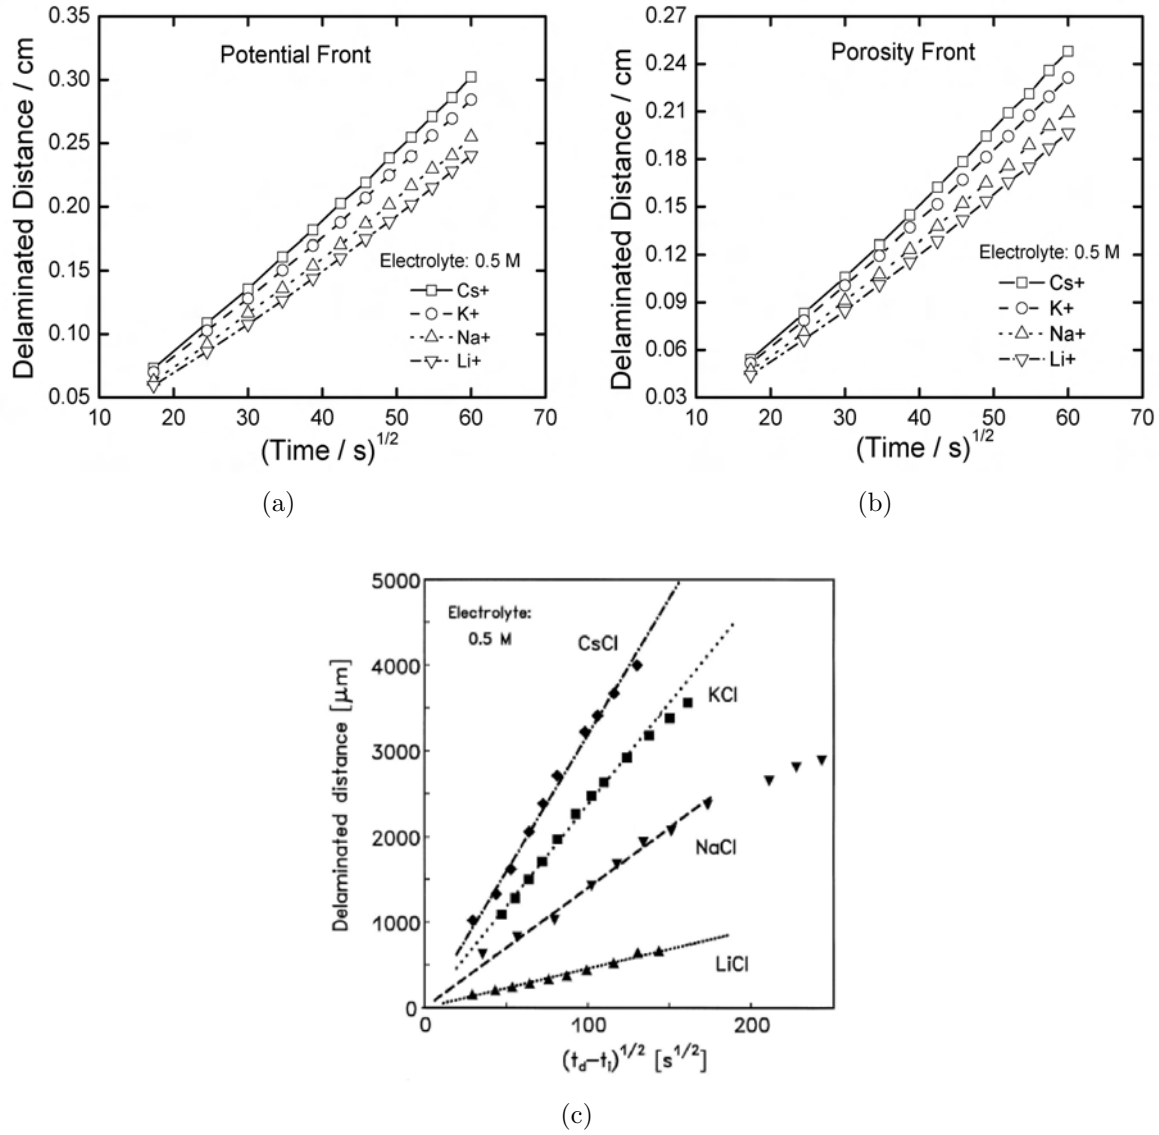 0.35
0.30
0.25
0.20
0.15
0.10
0.05
Delaminated Distance / cm
Potential Front
Electrolyte: 0.5 M
Cs+
K+
Na+
Li+
10 20 30 40 50 60 70
(Time / s)^1/2
(a)
0.27
0.24
0.21
0.18
0.15
0.12
0.09
0.06
0.03
Delaminated Distance / cm
Porosity Front
Electrolyte: 0.5 M
Cs+
K+
Na+
Li+
10 20 30 40 50 60 70
(Time / s)^1/2
(b)
5000
4000
3000
2000
1000
0
Delaminated distance [μm]
Electrolyte:
0.5 M
CsCl
KCl
NaCl
LiCl
0 100 200
(t_d–t_i)^1/2 [s^1/2]
(c)